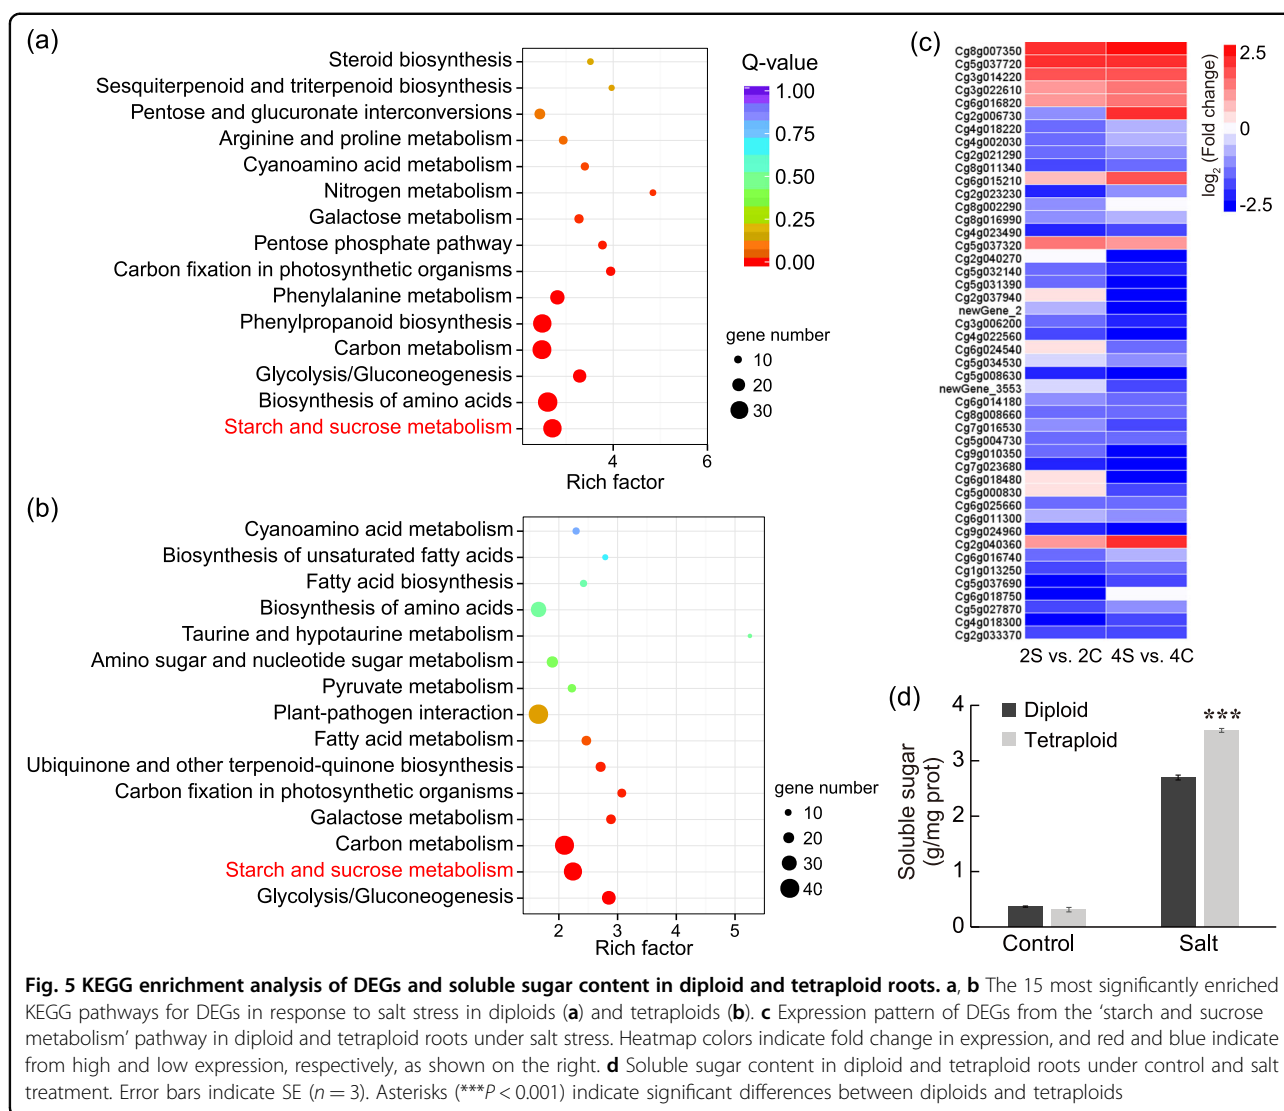 (a)
Steroid biosynthesis
Sesquiterpenoid and triterpenoid biosynthesis
Pentose and glucuronate interconversions
Arginine and proline metabolism
Cyanoamino acid metabolism
Nitrogen metabolism
Galactose metabolism
Pentose phosphate pathway
Carbon fixation in photosynthetic organisms
Phenylalanine metabolism
Phenylpropanoid biosynthesis
Carbon metabolism
Glycolysis/Gluconeogenesis
Biosynthesis of amino acids
Starch and sucrose metabolism
4 6
Rich factor
Q-value
1.00
0.75
0.50
0.25
0.00
gene number
10
20
30
(b)
Cyanoamino acid metabolism
Biosynthesis of unsaturated fatty acids
Fatty acid biosynthesis
Biosynthesis of amino acids
Taurine and hypotaurine metabolism
Amino sugar and nucleotide sugar metabolism
Pyruvate metabolism
Plant-pathogen interaction
Fatty acid metabolism
Ubiquinone and other terpenoid-quinone biosynthesis
Carbon fixation in photosynthetic organisms
Galactose metabolism
Carbon metabolism
Starch and sucrose metabolism
Glycolysis/Gluconeogenesis
2 3 4 5
Rich factor
gene number
10
20
30
40
(c)
Cg8g007350
Cg5g037720
Cg3g014220
Cg3g022610
Cg6g016820
Cg2g006730
Cg4g018220
Cg4g002030
Cg2g021290
Cg8g011340
Cg6g015210
Cg2g023230
Cg8g002290
Cg8g016990
Cg4g023490
Cg5g037320
Cg2g040270
Cg5g032140
Cg5g031390
Cg2g037940
newGene_2
Cg3g006200
Cg4g022560
Cg6g024540
Cg5g034530
Cg5g008630
newGene_3553
Cg6g014180
Cg8g008660
Cg7g016530
Cg5g004730
Cg9g010350
Cg7g023680
Cg6g018480
Cg5g000830
Cg6g025660
Cg6g011300
Cg9g024960
Cg2g040360
Cg6g016740
Cg1g013250
Cg5g037690
Cg6g018750
Cg5g027870
Cg4g018300
Cg2g033370
2S vs. 2C 4S vs. 4C
2.5
0
-2.5
log2 (Fold change)
(d)
Diploid
Tetraploid
***
4
3
2
1
0
Soluble sugar
(g/mg prot)
Control Salt
Fig. 5 KEGG enrichment analysis of DEGs and soluble sugar content in diploid and tetraploid roots. a, b The 15 most significantly enriched
KEGG pathways for DEGs in response to salt stress in diploids (a) and tetraploids (b). c Expression pattern of DEGs from the ‘starch and sucrose
metabolism’ pathway in diploid and tetraploid roots under salt stress. Heatmap colors indicate fold change in expression, and red and blue indicate
from high and low expression, respectively, as shown on the right. d Soluble sugar content in diploid and tetraploid roots under control and salt
treatment. Error bars indicate SE (n = 3). Asterisks (***P < 0.001) indicate significant differences between diploids and tetraploids